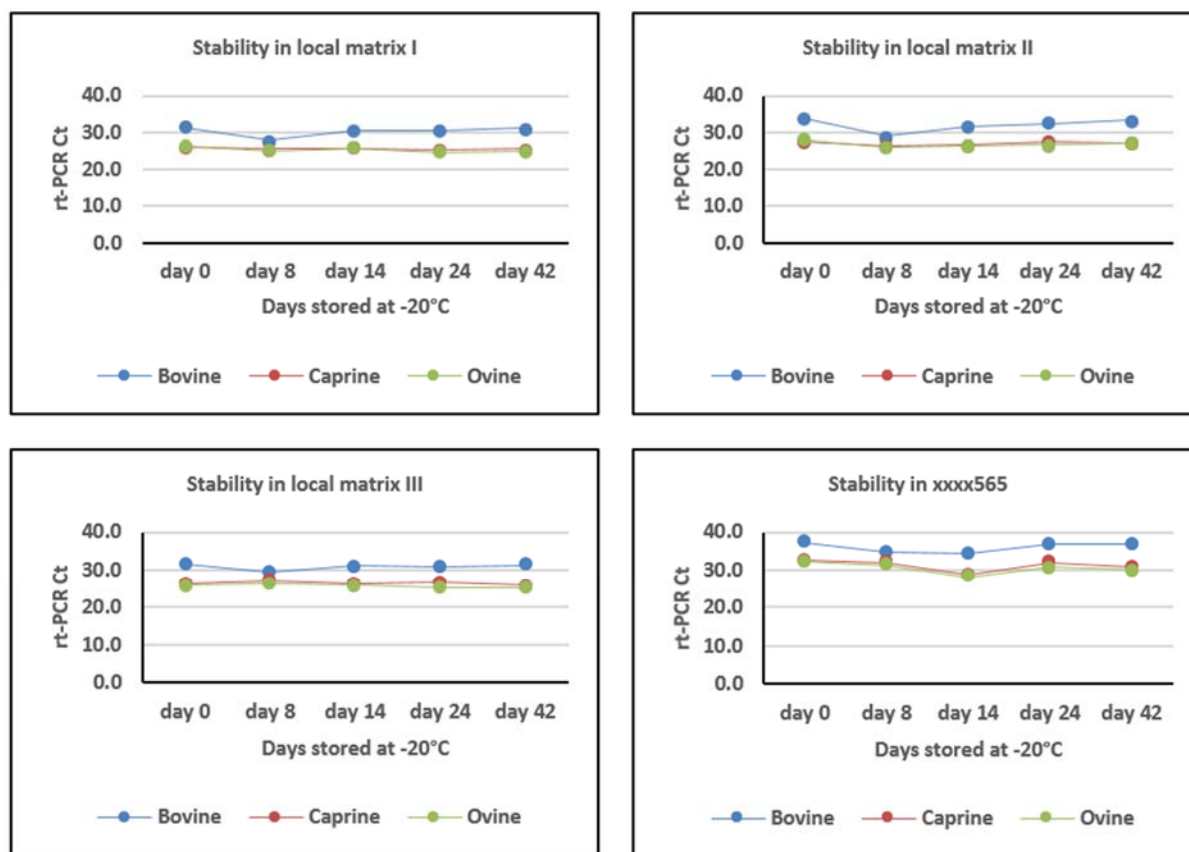 Stability in local matrix I
40.0
30.0
20.0
10.0
0.0
rt-PCR Ct
day 0 day 8 day 14 day 24 day 42
Days stored at -20°C
Bovine Caprine Ovine
Stability in local matrix II
40.0
30.0
20.0
10.0
0.0
rt-PCR Ct
day 0 day 8 day 14 day 24 day 42
Days stored at -20°C
Bovine Caprine Ovine
Stability in local matrix III
40.0
30.0
20.0
10.0
0.0
rt-PCR Ct
day 0 day 8 day 14 day 24 day 42
Days stored at -20°C
Bovine Caprine Ovine
Stability in xxxx565
40.0
30.0
20.0
10.0
0.0
rt-PCR Ct
day 0 day 8 day 14 day 24 day 42
Days stored at -20°C
Bovine Caprine Ovine